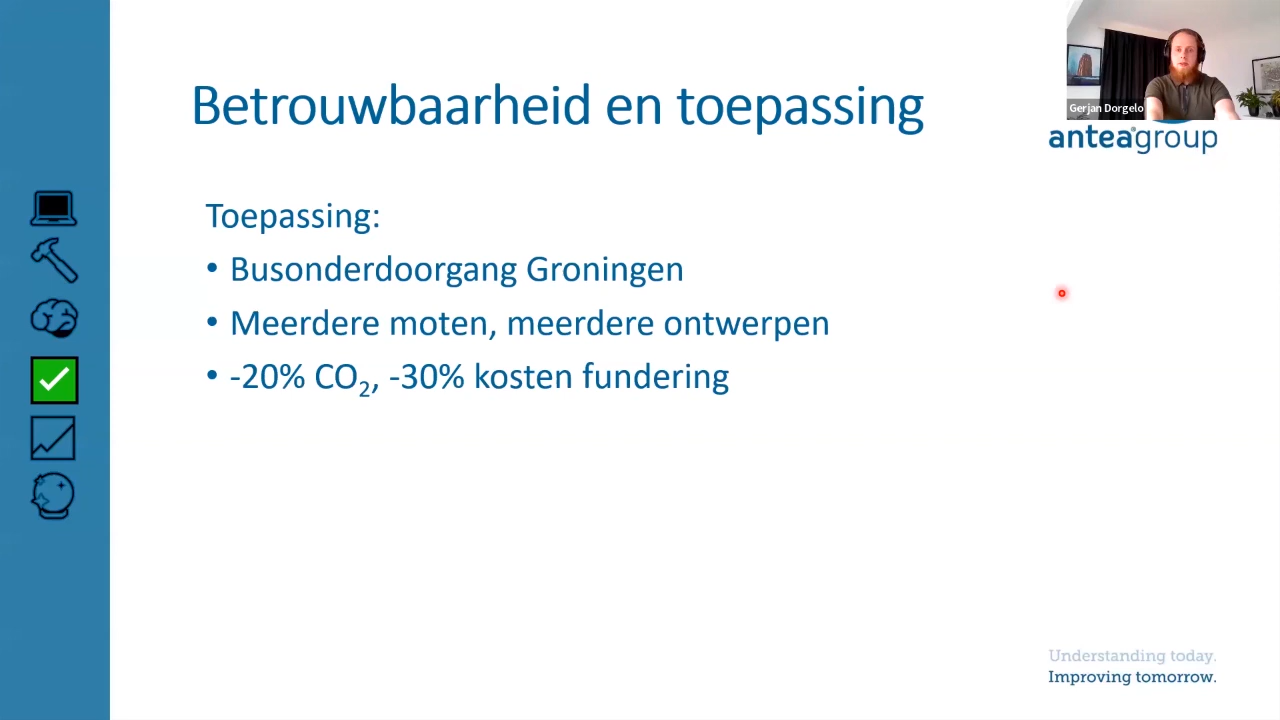 Betrouwbaarheid en toepassing
Gerjan Dorgelo
anteagroup
Toepassing:
• Busonderdoorgang Groningen
• Meerdere moten, meerdere ontwerpen
• -20% CO₂, -30% kosten fundering
Understanding today.
Improving tomorrow.